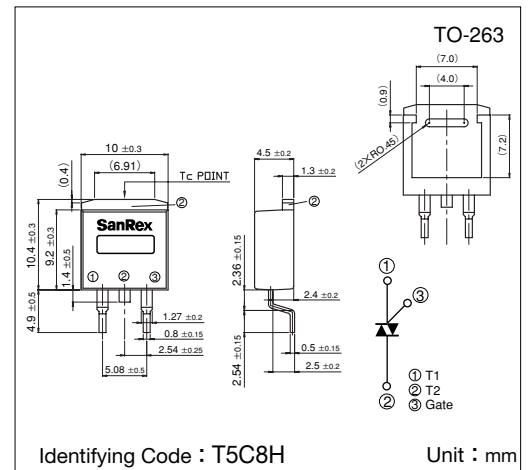 TO-263
(7.0)
(4.0)
(0.9)
(7.2)
(2×R0.45)
10 ±0.3
(6.91)
(0.4)
Tc POINT
4.5 ±0.2
1.3 ±0.2
②
②
SanRex
① ② ③
10.4 ±0.3
9.2 ±0.3
1.4 ±0.5
4.9 ±0.5
1.27 ±0.2
0.8 ±0.15
2.54 ±0.25
5.08 ±0.5
2.36 ±0.15
2.4 ±0.2
2.54 ±0.15
0.5 ±0.15
2.5 ±0.2
①
③
②
① T1
② T2
③ Gate
Identifying Code：T5C8H
Unit：mm